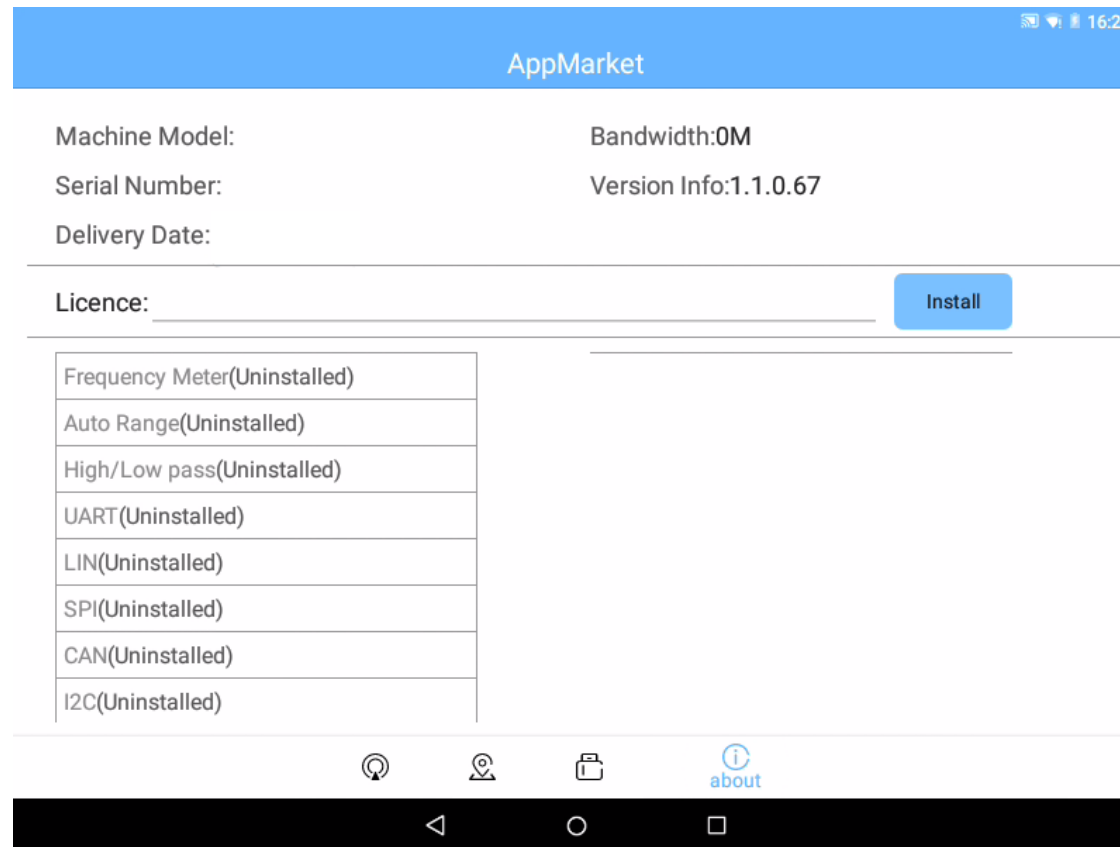 16:2
AppMarket
Machine Model:
Bandwidth:0M
Serial Number:
Version Info:1.1.0.67
Delivery Date:
Licence:
Install
Frequency Meter(Uninstalled)
Auto Range(Uninstalled)
High/Low pass(Uninstalled)
UART(Uninstalled)
LIN(Uninstalled)
SPI(Uninstalled)
CAN(Uninstalled)
I2C(Uninstalled)
about